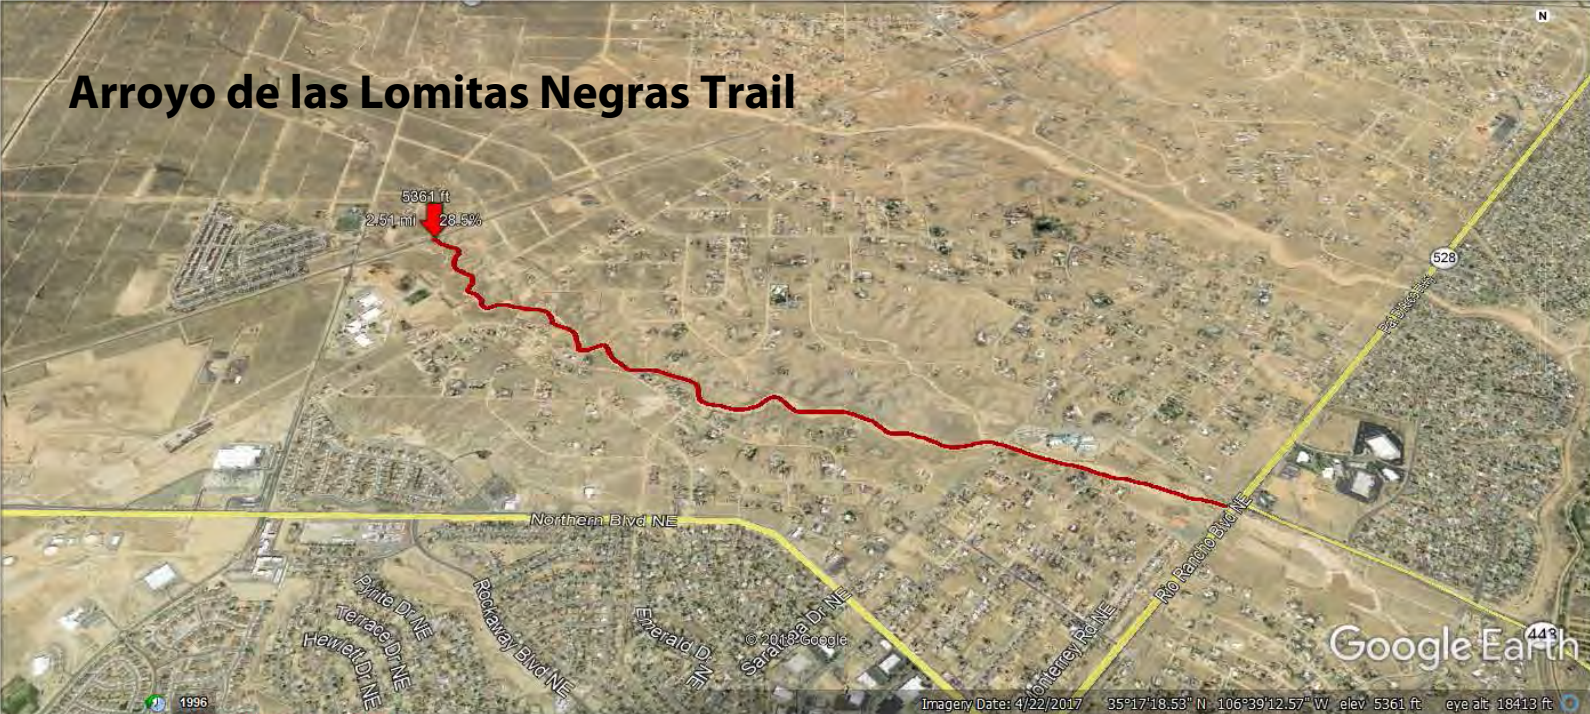 N
Arroyo de las Lomitas Negras Trail
5361 ft
2.51 mi 28.5%
528
Northern Blvd NE
Rio Rancho Blvd NE
Pyrite Dr NE
Terrace Dr NE
Hewlett Dr NE
Rockaway Blvd NE
Emerald D
NE
Saratoga Dr NE
Monterrey Rd NE
448
© 2018 Google
Google Earth
1996
Imagery Date: 4/22/2017 35°17'18.53" N 106°39'12.57" W elev 5361 ft eye alt 18413 ft